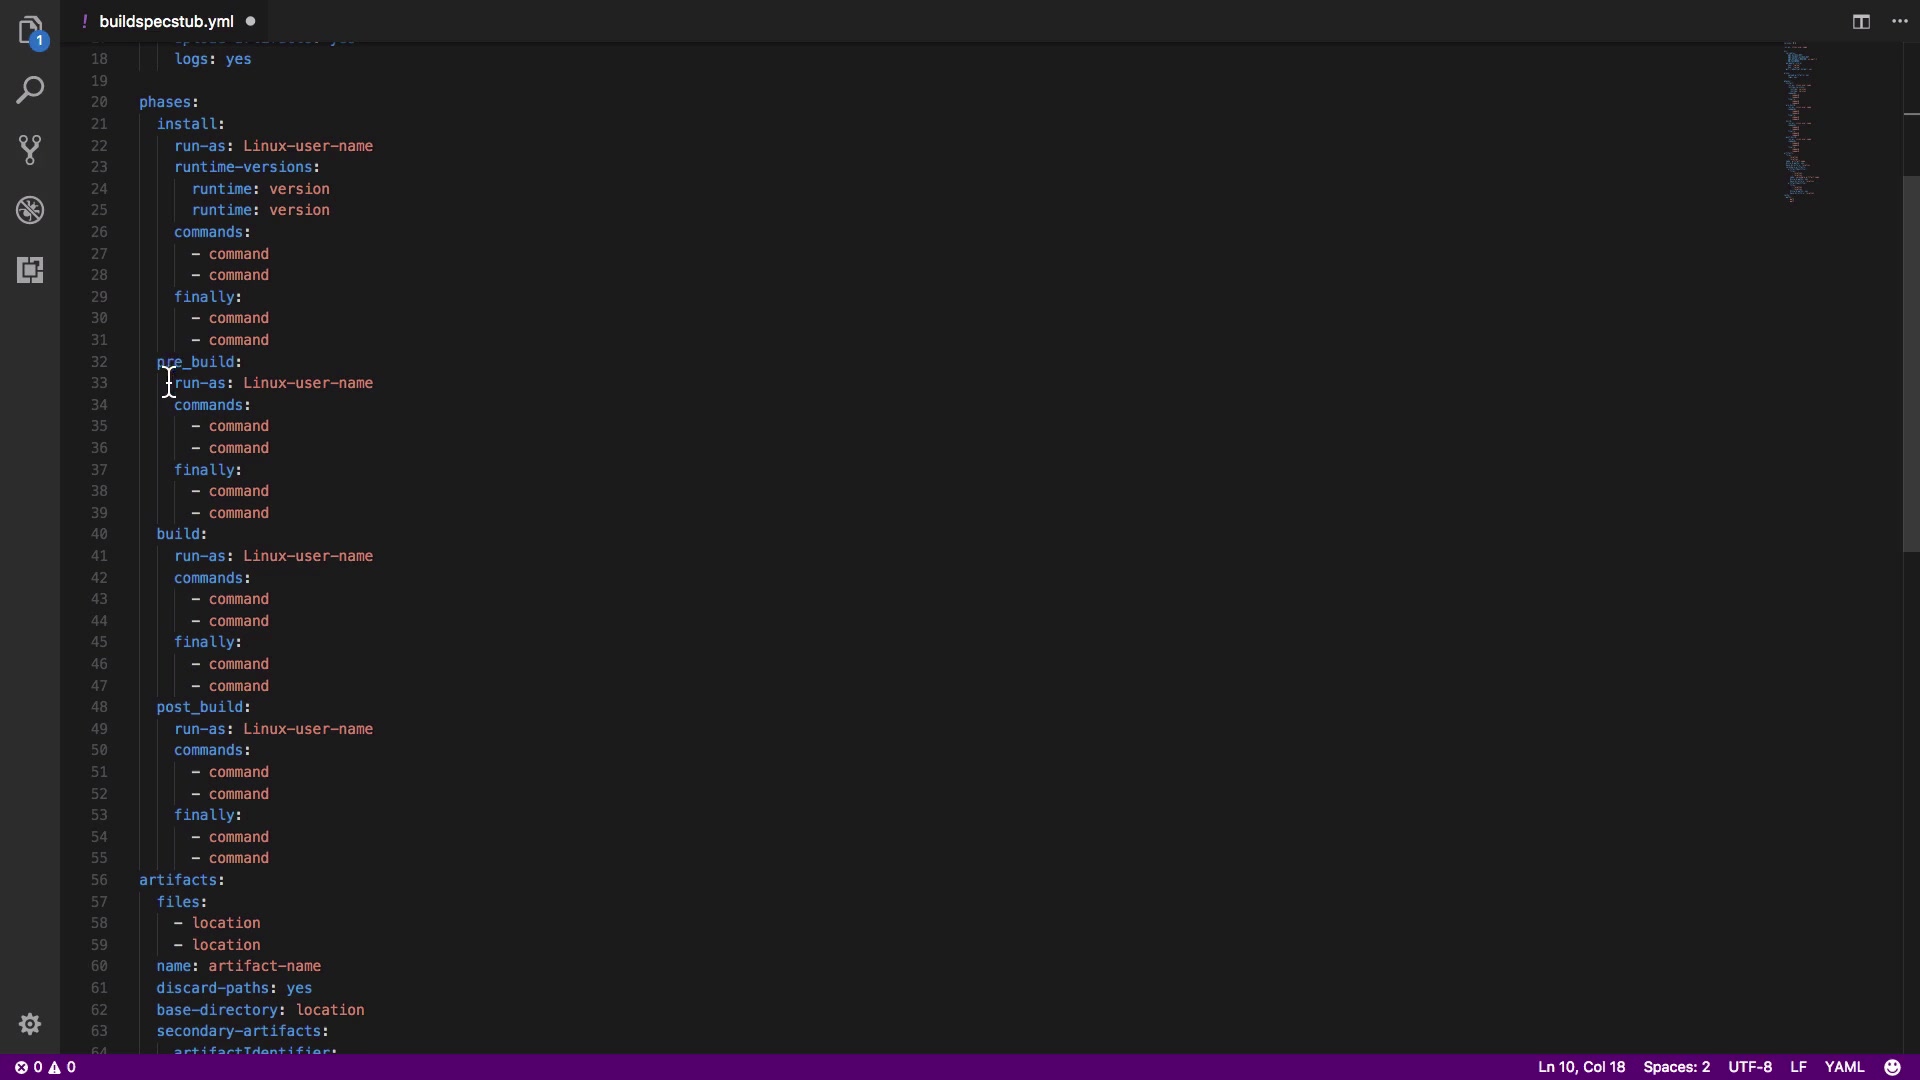 1
! buildspecstub.yml
18 logs: yes
19
20 phases:
21 install:
22 run-as: Linux-user-name
23 runtime-versions:
24 runtime: version
25 runtime: version
26 commands:
27 - command
28 - command
29 finally:
30 - command
31 - command
32 pre_build:
33 run-as: Linux-user-name
34 commands:
35 - command
36 - command
37 finally:
38 - command
39 - command
40 build:
41 run-as: Linux-user-name
42 commands:
43 - command
44 - command
45 finally:
46 - command
47 - command
48 post_build:
49 run-as: Linux-user-name
50 commands:
51 - command
52 - command
53 finally:
54 - command
55 - command
56 artifacts:
57 files:
58 - location
59 - location
60 name: artifact-name
61 discard-paths: yes
62 base-directory: location
63 secondary-artifacts:
64 artifactIdentifier:
0 0 Ln 10, Col 18 Spaces: 2 UTF-8 LF YAML